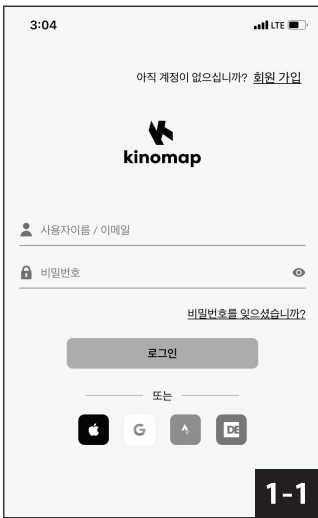 3:04
LTE
아직 계정이 없으십니까? 회원 가입
kinomap
사용자이름 / 이메일
비밀번호
비밀번호를 잊으셨습니까?
로그인
또는
G
DE
1-1